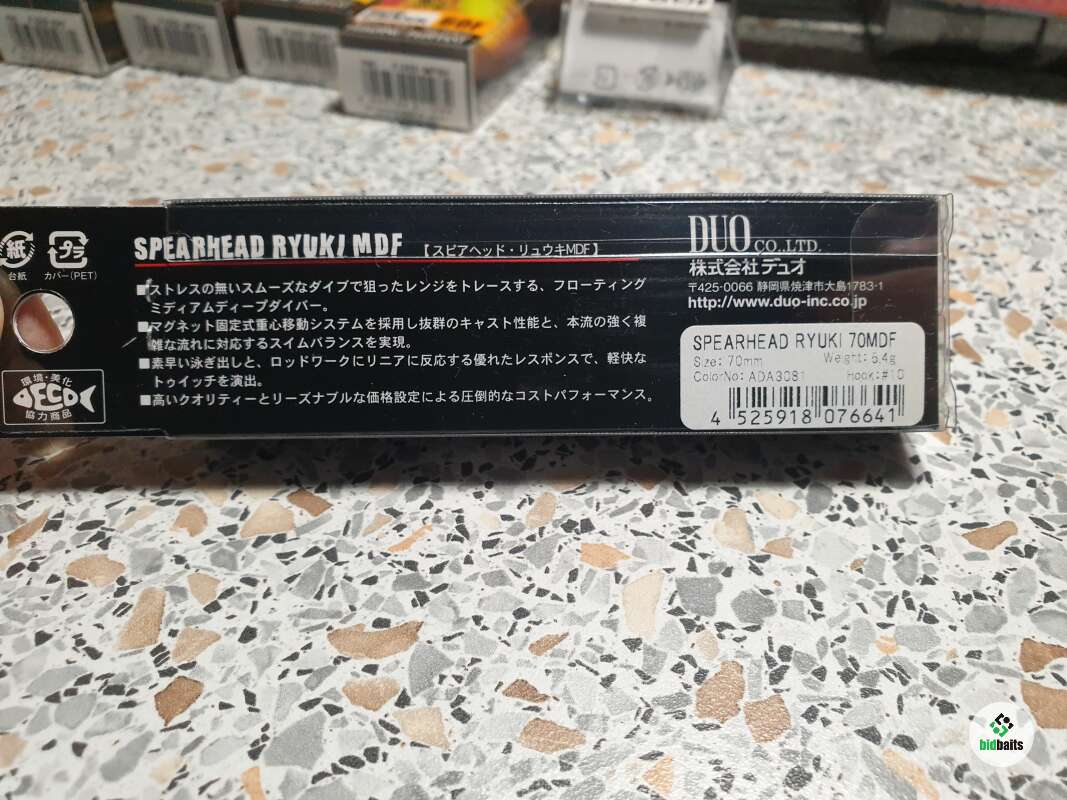 紙
台紙
プラ
カバー(PET)
SPEARHEAD RYUKI MDF 【スピアヘッド・リュウキMDF】
■ストレスの無いスムーズなダイブで狙ったレンジをトレースする、フローティング
ミディアムディープダイバー。
■マグネット固定式重心移動システムを採用し抜群のキャスト性能と、本流の強く複
雑な流れに対応するスイムバランスを実現。
■素早い泳ぎ出しと、ロッドワークにリニアに反応する優れたレスポンスで、軽快な
トゥイッチを演出。
■高いクオリティーとリーズナブルな価格設定による圧倒的なコストパフォーマンス。
環境・美化
ECO
協力商品
DUO CO.,LTD.
株式会社デュオ
〒425-0066 静岡県焼津市大島1783-1
http://www.duo-inc.co.jp
SPEARHEAD RYUKI 70MDF
Size: 70mm Weight: 6.4g
ColorNo: ADA3081 Hook:#10
4 525918 076641
bidbaits